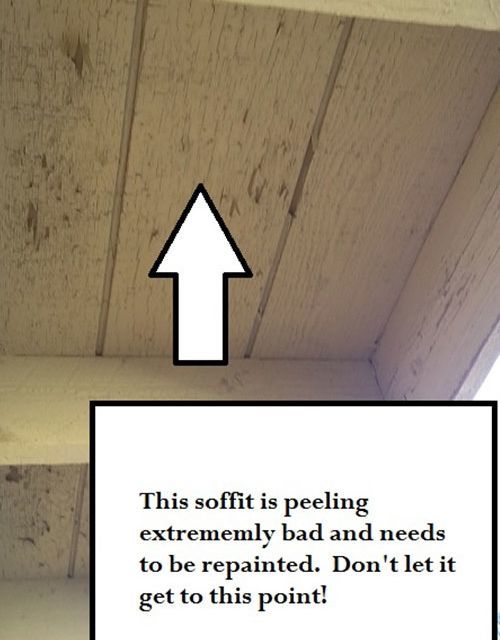 This soffit is peeling
extrememly bad and needs
to be repainted.  Don't let it
get to this point!